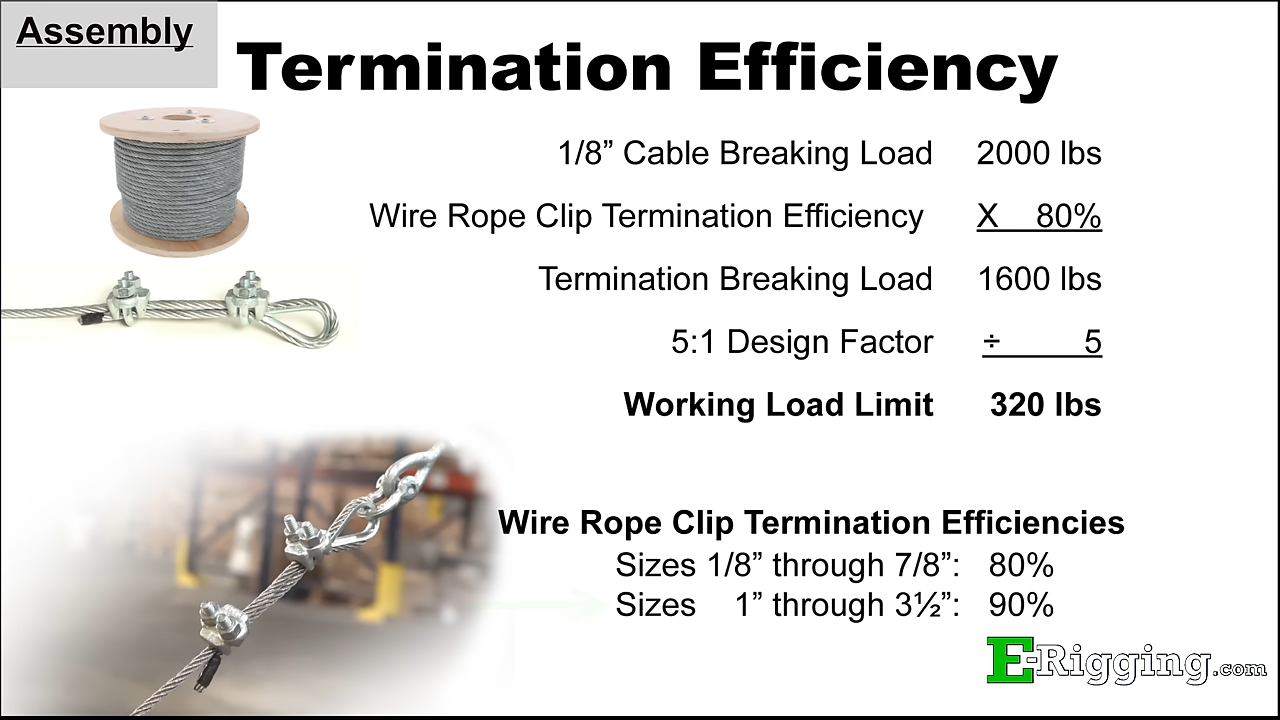 Assembly
Termination Efficiency
1/8” Cable Breaking Load 2000 lbs
Wire Rope Clip Termination Efficiency X 80%
Termination Breaking Load 1600 lbs
5:1 Design Factor ÷ 5
Working Load Limit 320 lbs
Wire Rope Clip Termination Efficiencies
Sizes 1/8” through 7/8”: 80%
Sizes 1” through 3½”: 90%
E-Rigging.com